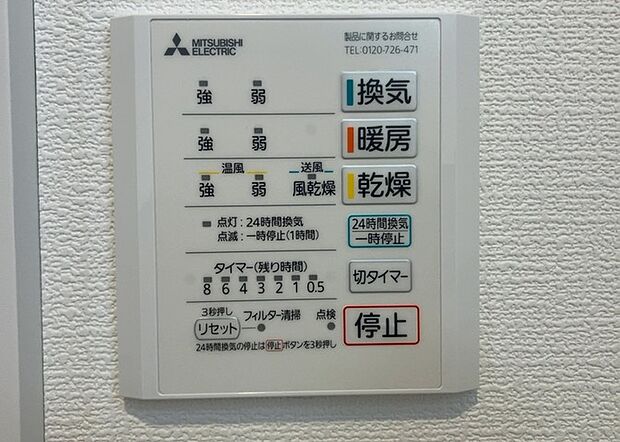 MITSUBISHI
ELECTRIC
製品に関するお問合せ
TEL:0120-726-471
強 弱 換気
強 弱 暖房
温風 送風
強 弱 風乾燥 乾燥
点灯:24時間換気
点滅:一時停止(1時間)
24時間換気
一時停止
タイマー(残り時間)
8 6 4 3 2 1 0.5
切タイマー
3秒押し
リセット フィルター清掃 点検
停止
24時間換気の停止は停止ボタンを3秒押し